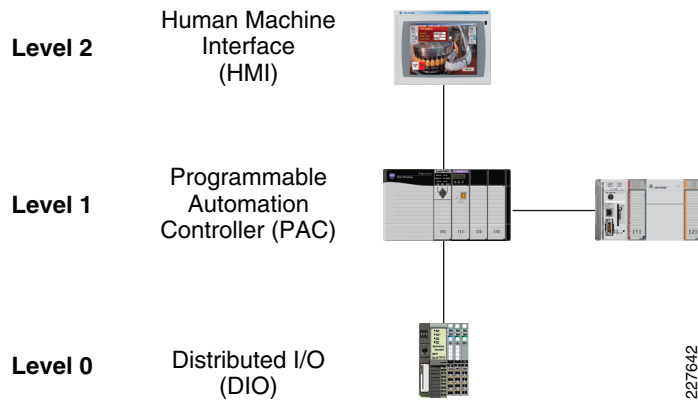 Level 2
Human Machine
Interface
(HMI)
Level 1
Programmable
Automation
Controller (PAC)
Level 0
Distributed I/O
(DIO)
227642